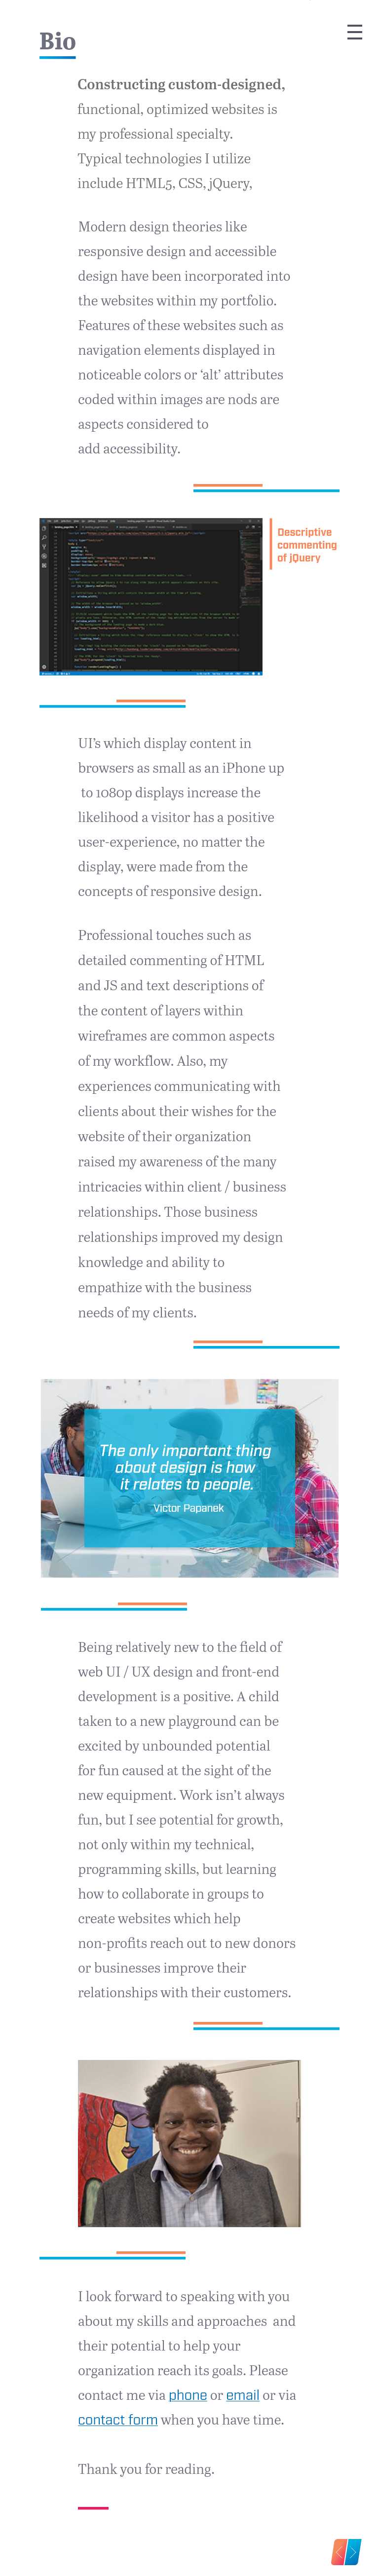 Bio
Constructing custom-designed,
functional, optimized websites is
my professional specialty.
Typical technologies I utilize
include HTML5, CSS, jQuery,
Modern design theories like
responsive design and accessible
design have been incorporated into
the websites within my portfolio.
Features of these websites such as
navigation elements displayed in
noticeable colors or ‘alt’ attributes
coded within images are nods are
aspects considered to
add accessibility.
Descriptive
commenting
of jQuery
UI’s which display content in
browsers as small as an iPhone up
to 1080p displays increase the
likelihood a visitor has a positive
user-experience, no matter the
display, were made from the
concepts of responsive design.
Professional touches such as
detailed commenting of HTML
and JS and text descriptions of
the content of layers within
wireframes are common aspects
of my workflow. Also, my
experiences communicating with
clients about their wishes for the
website of their organization
raised my awareness of the many
intricacies within client / business
relationships. Those business
relationships improved my design
knowledge and ability to
empathize with the business
needs of my clients.
The only important thing
about design is how
it relates to people.
Victor Papanek
Being relatively new to the field of
web UI / UX design and front-end
development is a positive. A child
taken to a new playground can be
excited by unbounded potential
for fun caused at the sight of the
new equipment. Work isn’t always
fun, but I see potential for growth,
not only within my technical,
programming skills, but learning
how to collaborate in groups to
create websites which help
non-profits reach out to new donors
or businesses improve their
relationships with their customers.
I look forward to speaking with you
about my skills and approaches and
their potential to help your
organization reach its goals. Please
contact me via phone or email or via
contact form when you have time.
Thank you for reading.